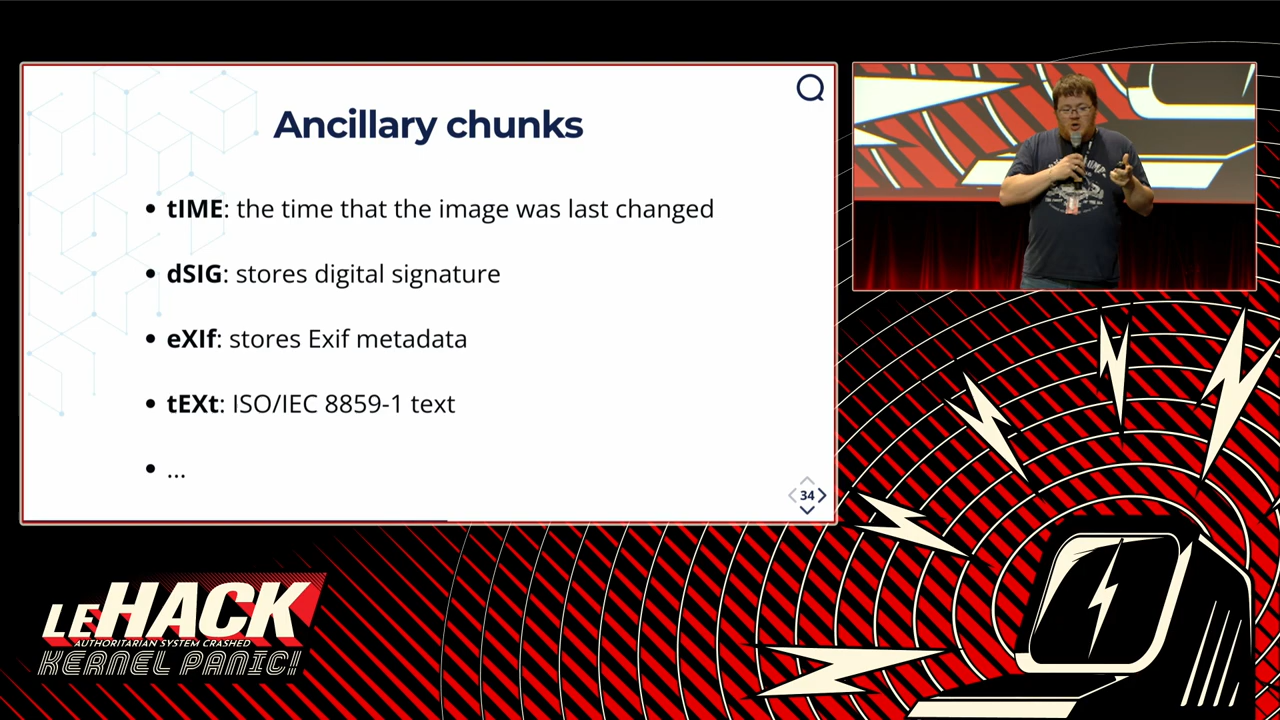 Ancillary chunks
tIME: the time that the image was last changed
dSIG: stores digital signature
eXIf: stores Exif metadata
tEXt: ISO/IEC 8859-1 text
...
34
LEHACK
AUTHORITARIAN SYSTEM CRASHED
KERNEL PANIC!